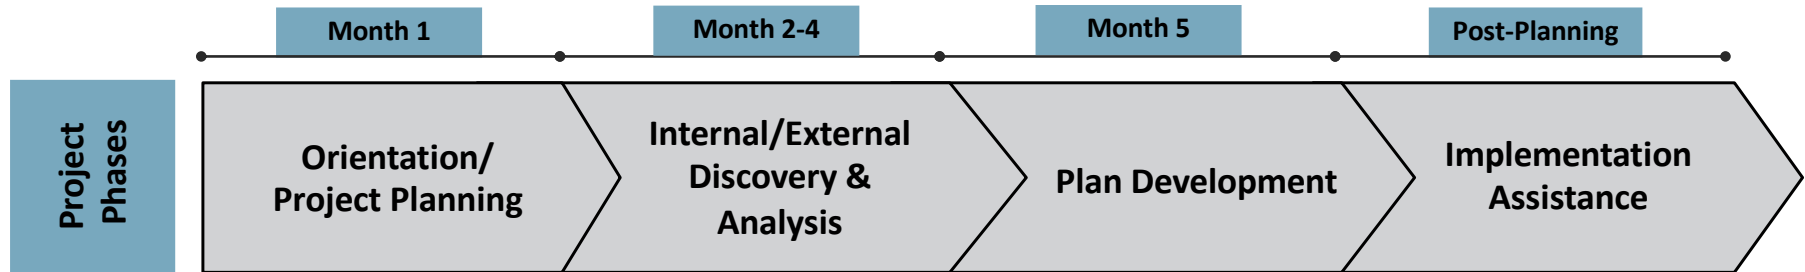 Month 1
Month 2-4
Month 5
Post-Planning
Project
Phases
Orientation/
Project Planning
Internal/External
Discovery &
Analysis
Plan Development
Implementation
Assistance